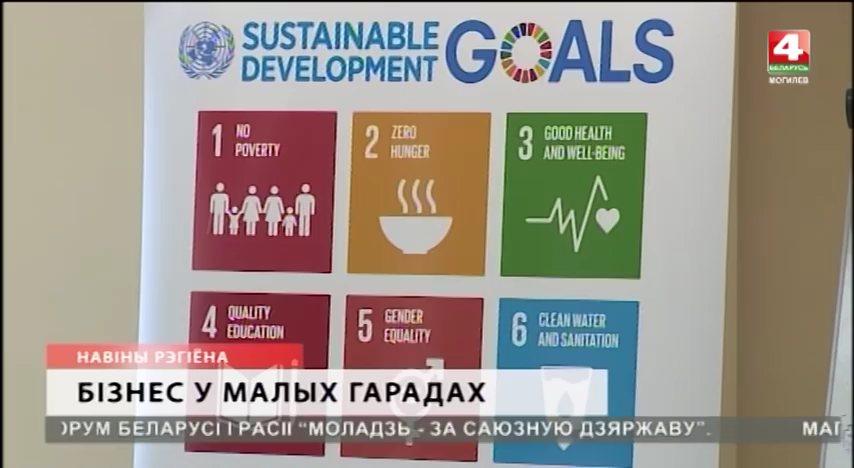 SUSTAINABLE
DEVELOPMENT
GOALS
4
БЕЛАРУСЬ
МОГИЛЕВ
1 NO
POVERTY
2 ZERO
HUNGER
3 GOOD HEALTH
AND WELL-BEING
4 QUALITY
EDUCATION
5 GENDER
EQUALITY
6 CLEAN WATER
AND SANITATION
НАВІНЫ РЭГІЁНА
БІЗНЕС У МАЛЫХ ГАРАДАХ
ОРУМ БЕЛАРУСІ І РАСІІ “МОЛАДЗЬ - ЗА САЮЗНУЮ ДЗЯРЖАВУ”. МАГ